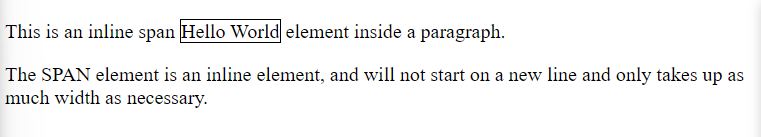 This is an inline span Hello World element inside a paragraph.
The SPAN element is an inline element, and will not start on a new line and only takes up as
much width as necessary.